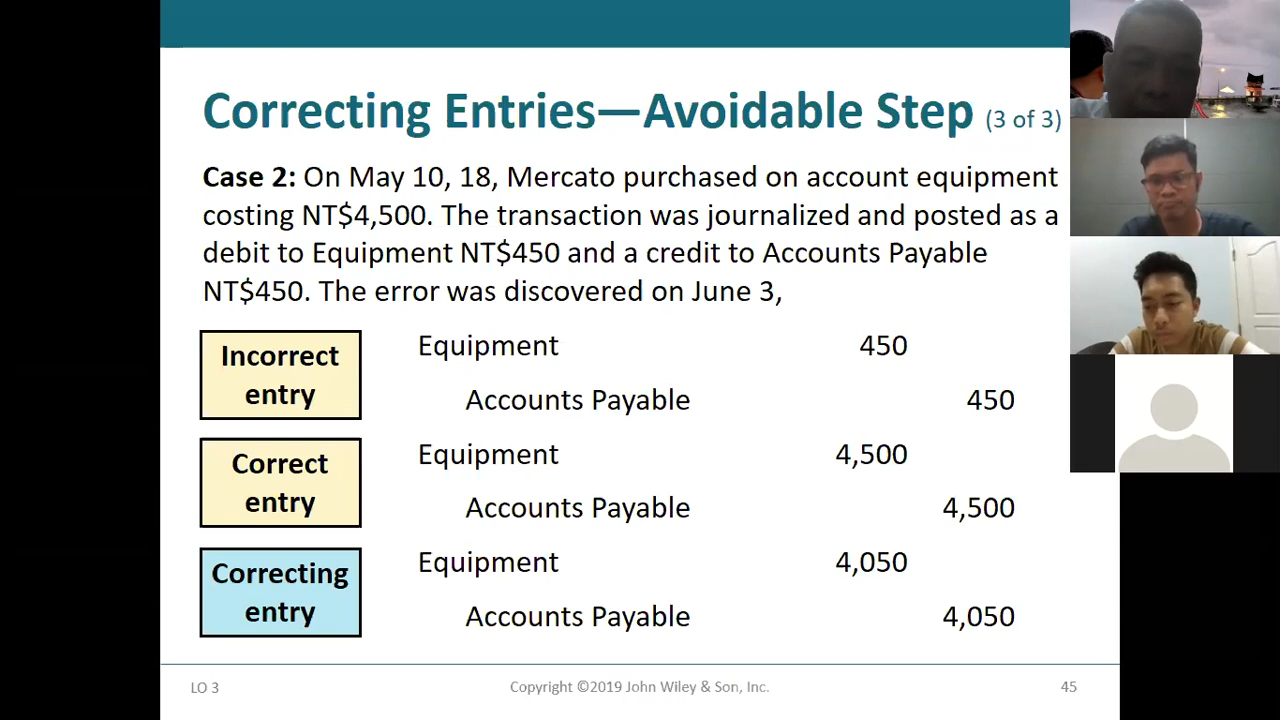 Correcting Entries—Avoidable Step (3 of 3)
Case 2: On May 10, 18, Mercato purchased on account equipment
costing NT$4,500. The transaction was journalized and posted as a
debit to Equipment NT$450 and a credit to Accounts Payable
NT$450. The error was discovered on June 3,
Incorrect
entry
Equipment 450
Accounts Payable 450
Correct
entry
Equipment 4,500
Accounts Payable 4,500
Correcting
entry
Equipment 4,050
Accounts Payable 4,050
LO 3 Copyright ©2019 John Wiley & Son, Inc. 45